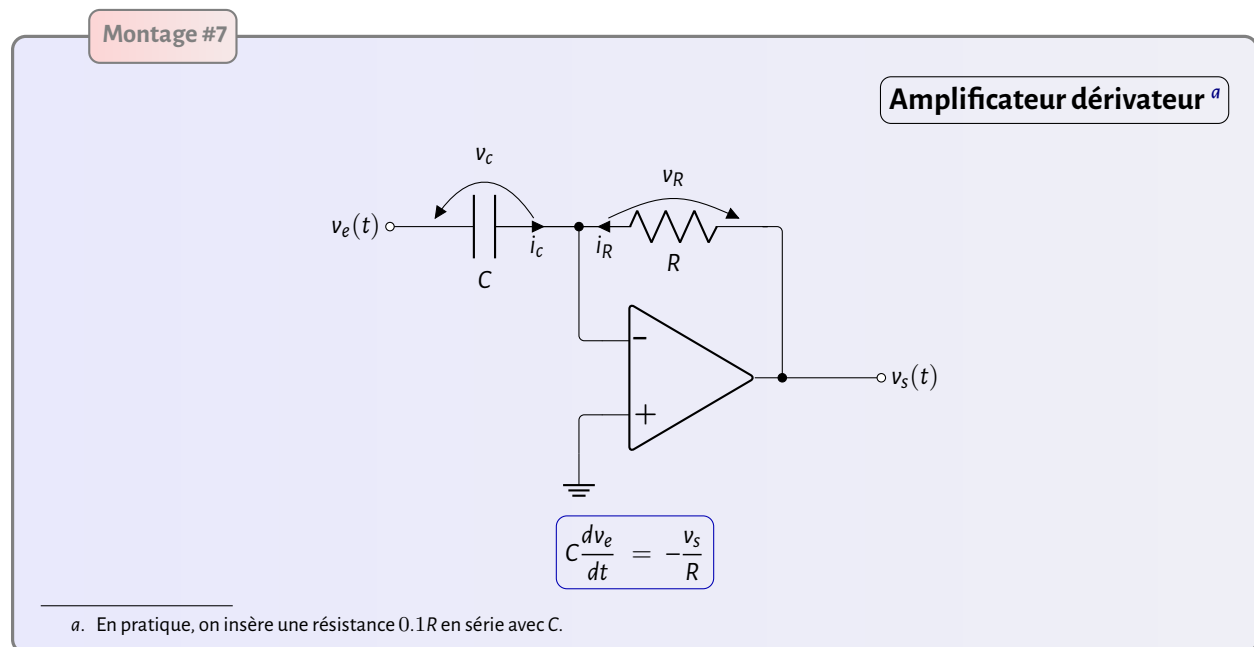 Montage #7
Amplificateur dérivateur a
v_c
v_R
v_e(t)
i_c
i_R
C
R
−
+
v_s(t)
C dv_e/dt = −v_s/R
a. En pratique, on insère une résistance 0.1R en série avec C.